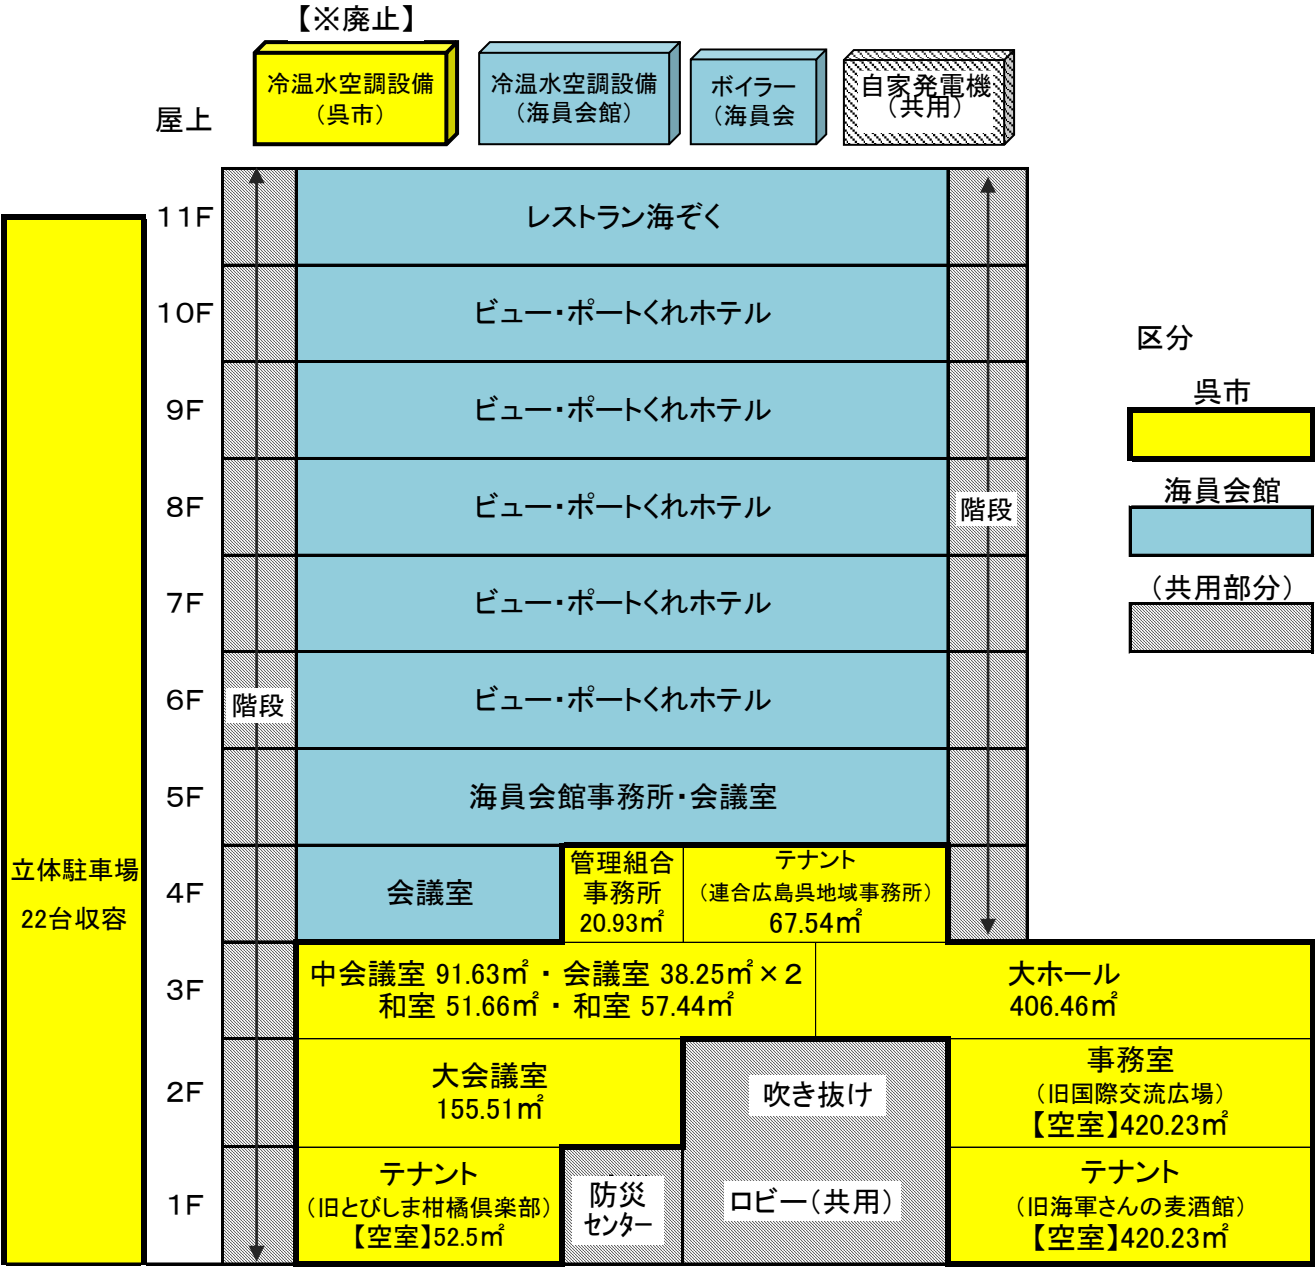 【※廃止】
冷温水空調設備
（呉市）
冷温水空調設備
（海員会館）
ボイラー
（海員会
自家発電機
（共用）
屋上
11F
レストラン海ぞく
10F
ビュー・ポートくれホテル
9F
ビュー・ポートくれホテル
8F
ビュー・ポートくれホテル
階段
7F
ビュー・ポートくれホテル
6F
階段
ビュー・ポートくれホテル
5F
海員会館事務所・会議室
立体駐車場
22台収容
4F
会議室
管理組合
事務所
20.93㎡
テナント
（連合広島呉地域事務所）
67.54㎡
3F
中会議室 91.63㎡ ・ 会議室 38.25㎡×2
和室 51.66㎡ ・ 和室 57.44㎡
大ホール
406.46㎡
2F
大会議室
155.51㎡
吹き抜け
事務室
（旧国際交流広場）
【空室】420.23㎡
1F
テナント
（旧とびしま柑橘倶楽部）
【空室】52.5㎡
防災
センター
ロビー（共用）
テナント
（旧海軍さんの麦酒館）
【空室】420.23㎡
区分
呉市
海員会館
（共用部分）